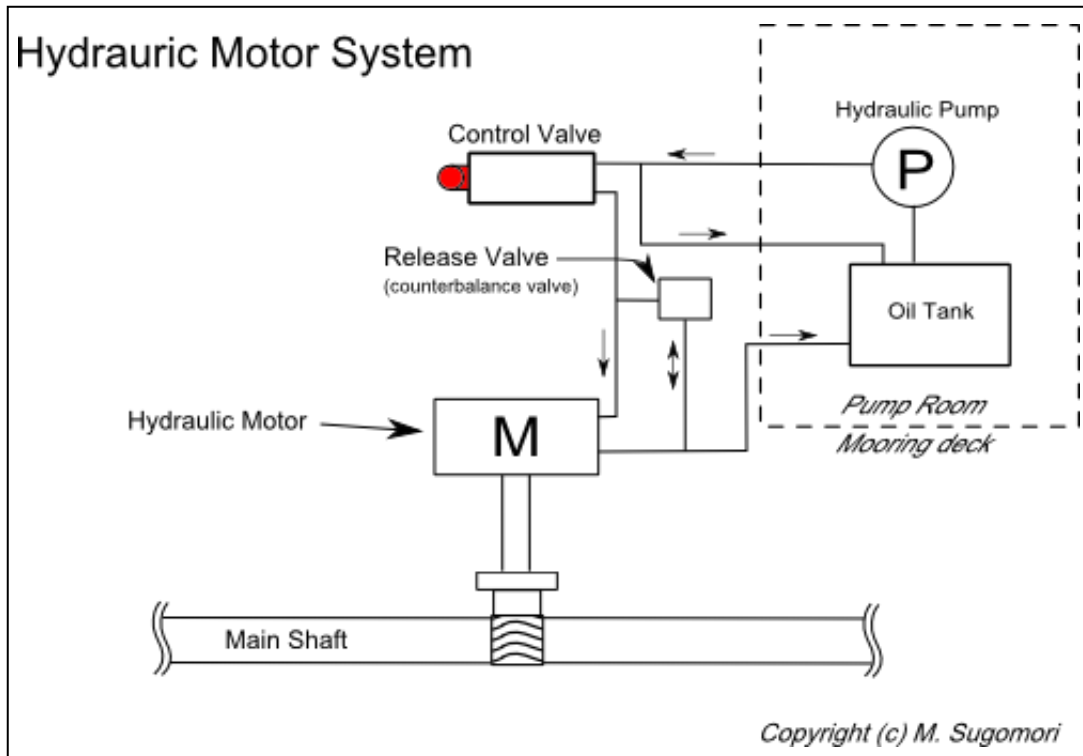 Hydrauric Motor System
Hydraulic Pump
Control Valve
P
Release Valve
(counterbalance valve)
Oil Tank
Pump Room
Mooring deck
Hydraulic Motor
M
Main Shaft
Copyright (c) M. Sugomori